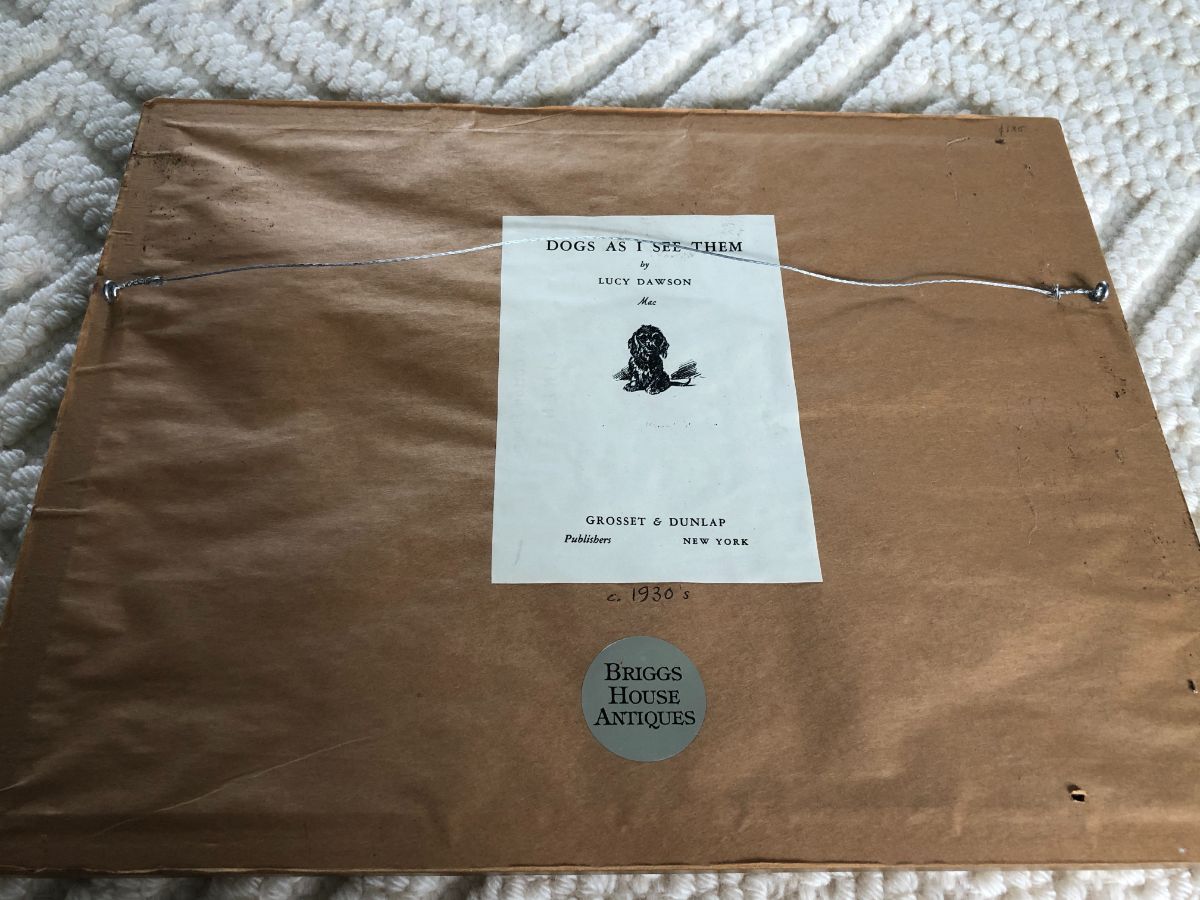 DOGS AS I SEE THEM
by
LUCY DAWSON
Mac
GROSSET & DUNLAP
Publishers NEW YORK
c. 1930's
BRIGGS
HOUSE
ANTIQUES